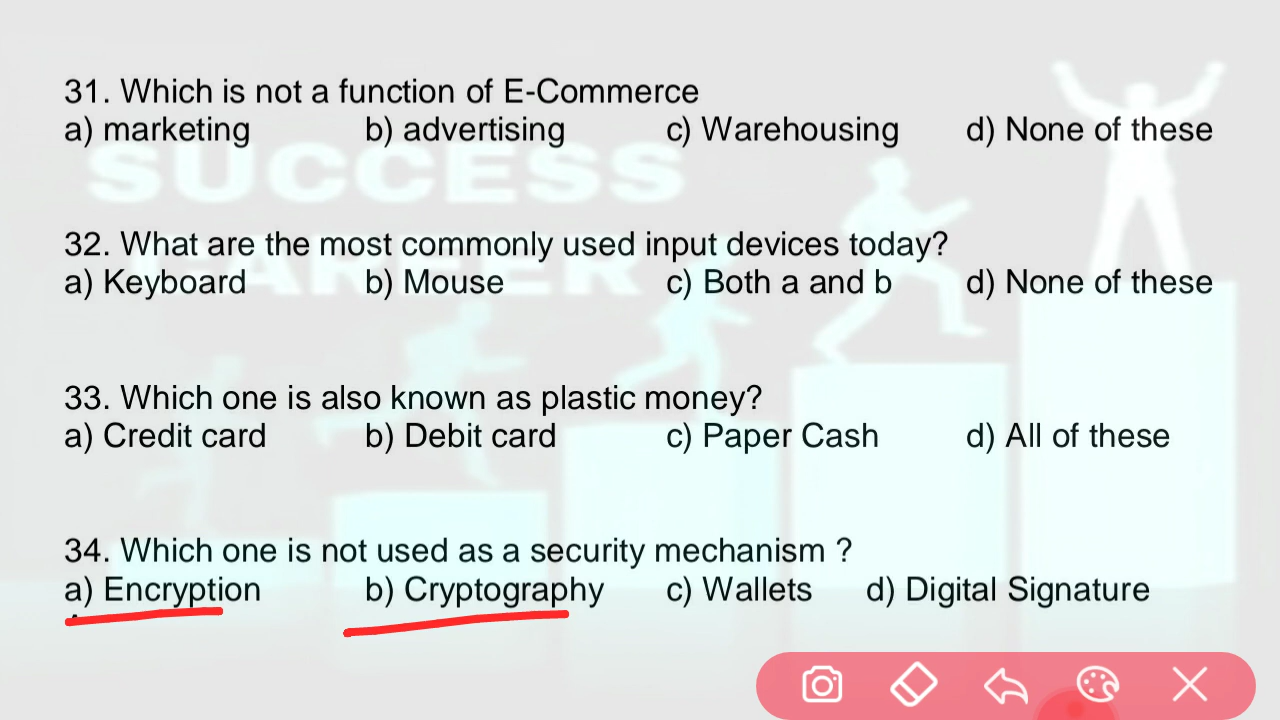 31. Which is not a function of E-Commerce
a) marketing b) advertising c) Warehousing d) None of these
SUCCESS
32. What are the most commonly used input devices today?
a) Keyboard b) Mouse c) Both a and b d) None of these
33. Which one is also known as plastic money?
a) Credit card b) Debit card c) Paper Cash d) All of these
34. Which one is not used as a security mechanism ?
a) Encryption b) Cryptography c) Wallets d) Digital Signature